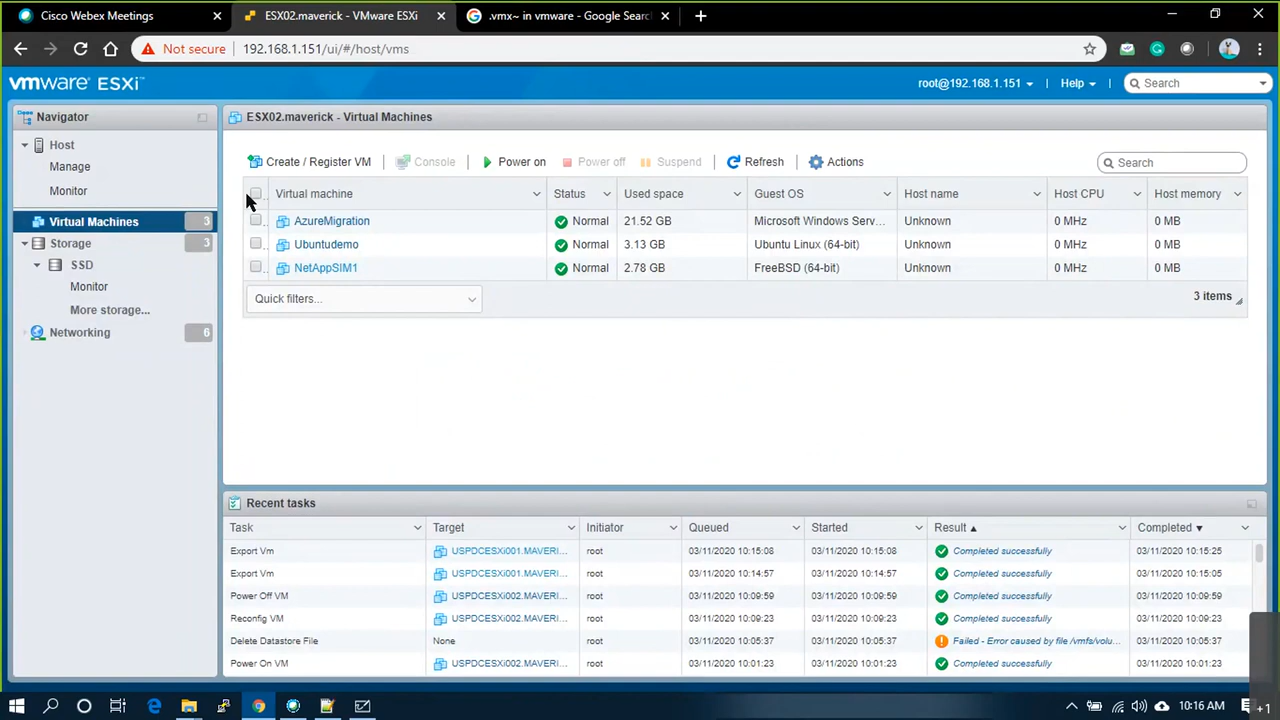 Cisco Webex Meetings
ESX02.maverick - VMware ESXi
.vmx~ in vmware - Google Searc
Not secure
192.168.1.151/ui/#/host/vms
vmware ESXi
root@192.168.1.151
Help
Search
Navigator
Host
Manage
Monitor
Virtual Machines 3
Storage 3
SSD
Monitor
More storage...
Networking 6
ESX02.maverick - Virtual Machines
Create / Register VM
Console
Power on
Power off
Suspend
Refresh
Actions
Search
Virtual machine Status Used space Guest OS Host name Host CPU Host memory
AzureMigration Normal 21.52 GB Microsoft Windows Serv... Unknown 0 MHz 0 MB
Ubuntudemo Normal 3.13 GB Ubuntu Linux (64-bit) Unknown 0 MHz 0 MB
NetAppSIM1 Normal 2.78 GB FreeBSD (64-bit) Unknown 0 MHz 0 MB
Quick filters...
3 items
Recent tasks
Task Target Initiator Queued Started Result Completed
Export Vm USPDCESXi001.MAVERI... root 03/11/2020 10:15:08 03/11/2020 10:15:08 Completed successfully 03/11/2020 10:15:25
Export Vm USPDCESXi001.MAVERI... root 03/11/2020 10:14:57 03/11/2020 10:14:57 Completed successfully 03/11/2020 10:15:05
Power Off VM USPDCESXi002.MAVERI... root 03/11/2020 10:09:59 03/11/2020 10:09:59 Completed successfully 03/11/2020 10:09:59
Reconfig VM USPDCESXi002.MAVERI... root 03/11/2020 10:09:23 03/11/2020 10:09:23 Completed successfully 03/11/2020 10:09:23
Delete Datastore File None root 03/11/2020 10:05:37 03/11/2020 10:05:37 Failed - Error caused by file /vmfs/volu... 03/11/2020 10:05:37
Power On VM USPDCESXi002.MAVERI... root 03/11/2020 10:01:23 03/11/2020 10:01:23 Completed successfully 03/11/2020 10:01:23
10:16 AM
+1